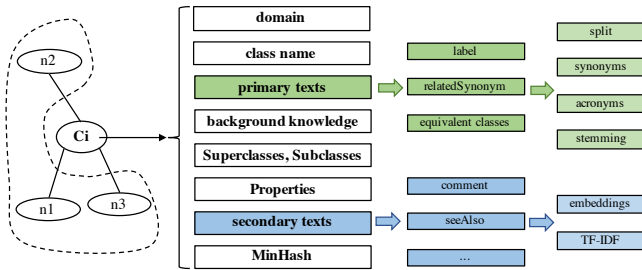 n2
Ci
n1
n3
domain
class name
primary texts
background knowledge
Superclasses, Subclasses
Properties
secondary texts
MinHash
label
relatedSynonym
equivalent classes
comment
seeAlso
...
split
synonyms
acronyms
stemming
embeddings
TF-IDF